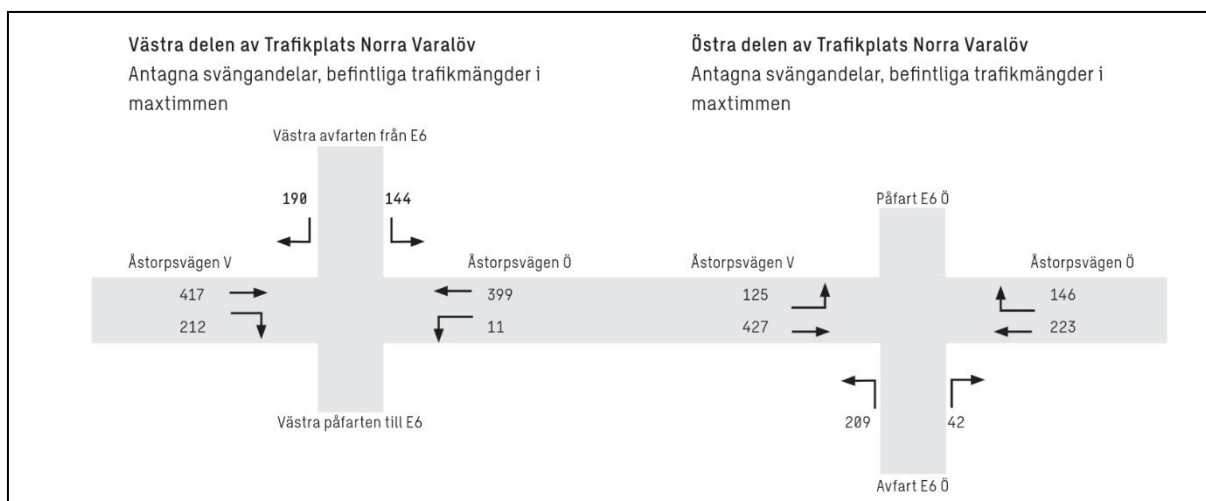 Västra delen av Trafikplats Norra Varalöv
Antagna svängandelar, befintliga trafikmängder i
maxtimmen
Västra avfarten från E6
190
144
Åstorpsvägen V
Åstorpsvägen Ö
417
399
212
11
Västra påfarten till E6
Östra delen av Trafikplats Norra Varalöv
Antagna svängandelar, befintliga trafikmängder i
maxtimmen
Påfart E6 Ö
Åstorpsvägen V
Åstorpsvägen Ö
125
146
427
223
209
42
Avfart E6 Ö